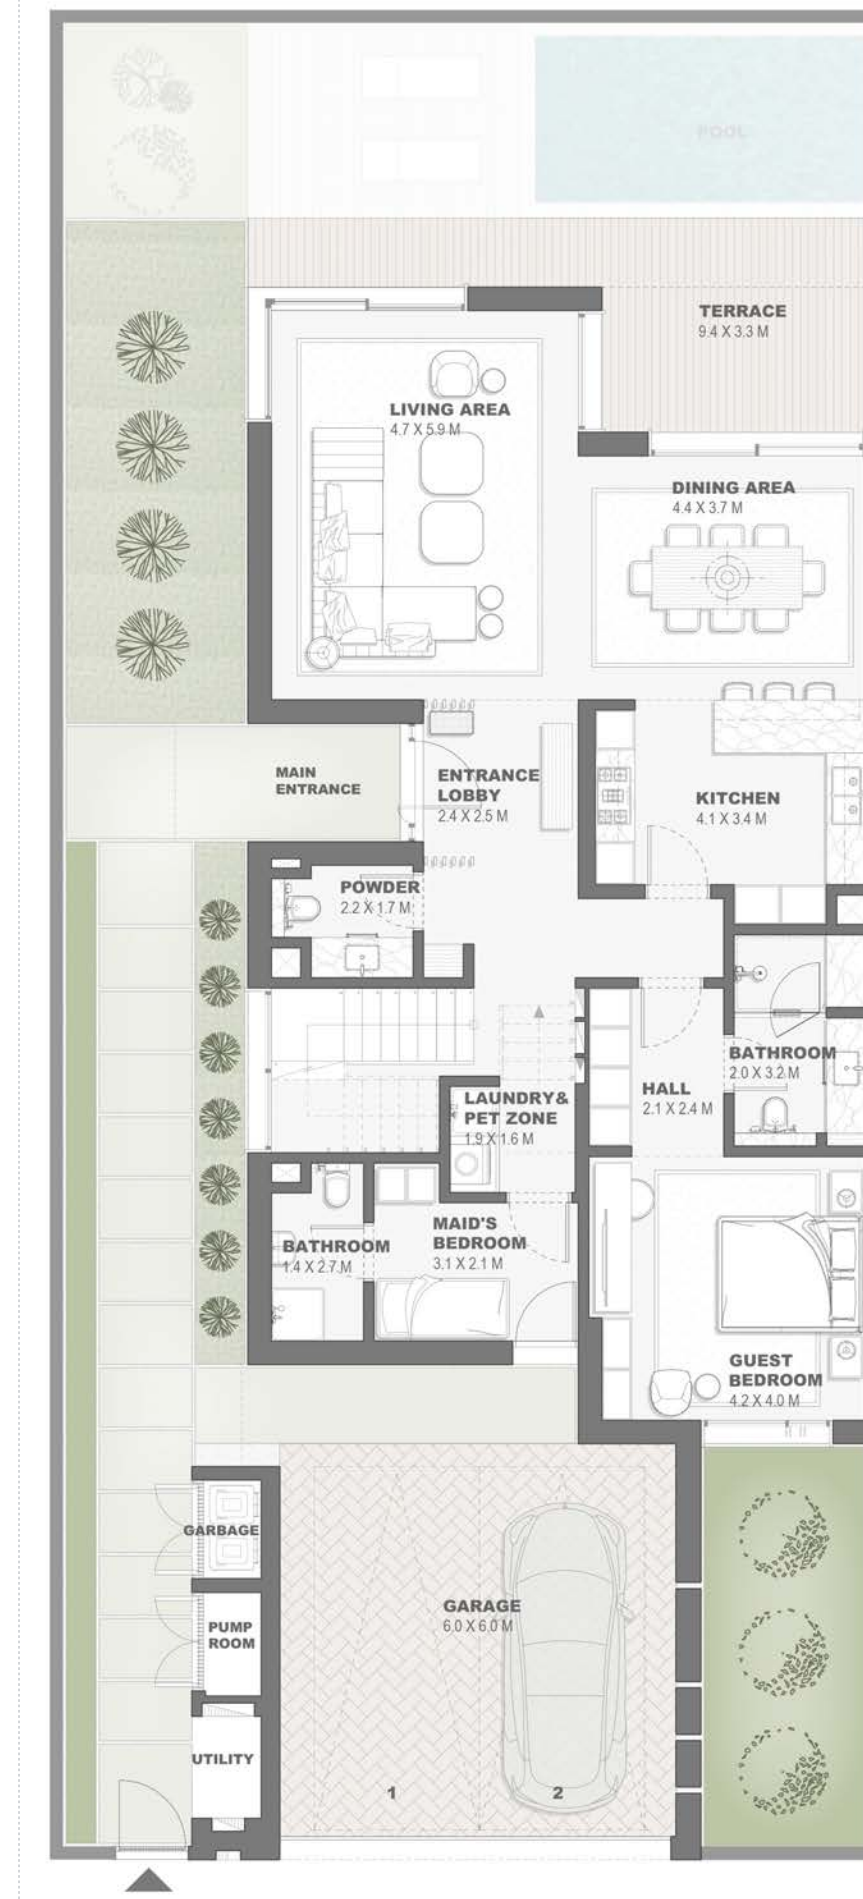 POOL
TERRACE
9.4 X 3.3 M
LIVING AREA
4.7 X 5.9 M
DINING AREA
4.4 X 3.7 M
MAIN
ENTRANCE
ENTRANCE
LOBBY
2.4 X 2.5 M
KITCHEN
4.1 X 3.4 M
POWDER
2.2 X 1.7 M
BATHROOM
2.0 X 3.2 M
HALL
2.1 X 2.4 M
LAUNDRY&
PET ZONE
1.9 X 1.6 M
MAID'S
BEDROOM
3.1 X 2.1 M
BATHROOM
1.4 X 2.7 M
GUEST
BEDROOM
4.2 X 4.0 M
GARBAGE
GARAGE
6.0 X 6.0 M
PUMP
ROOM
UTILITY
1
2